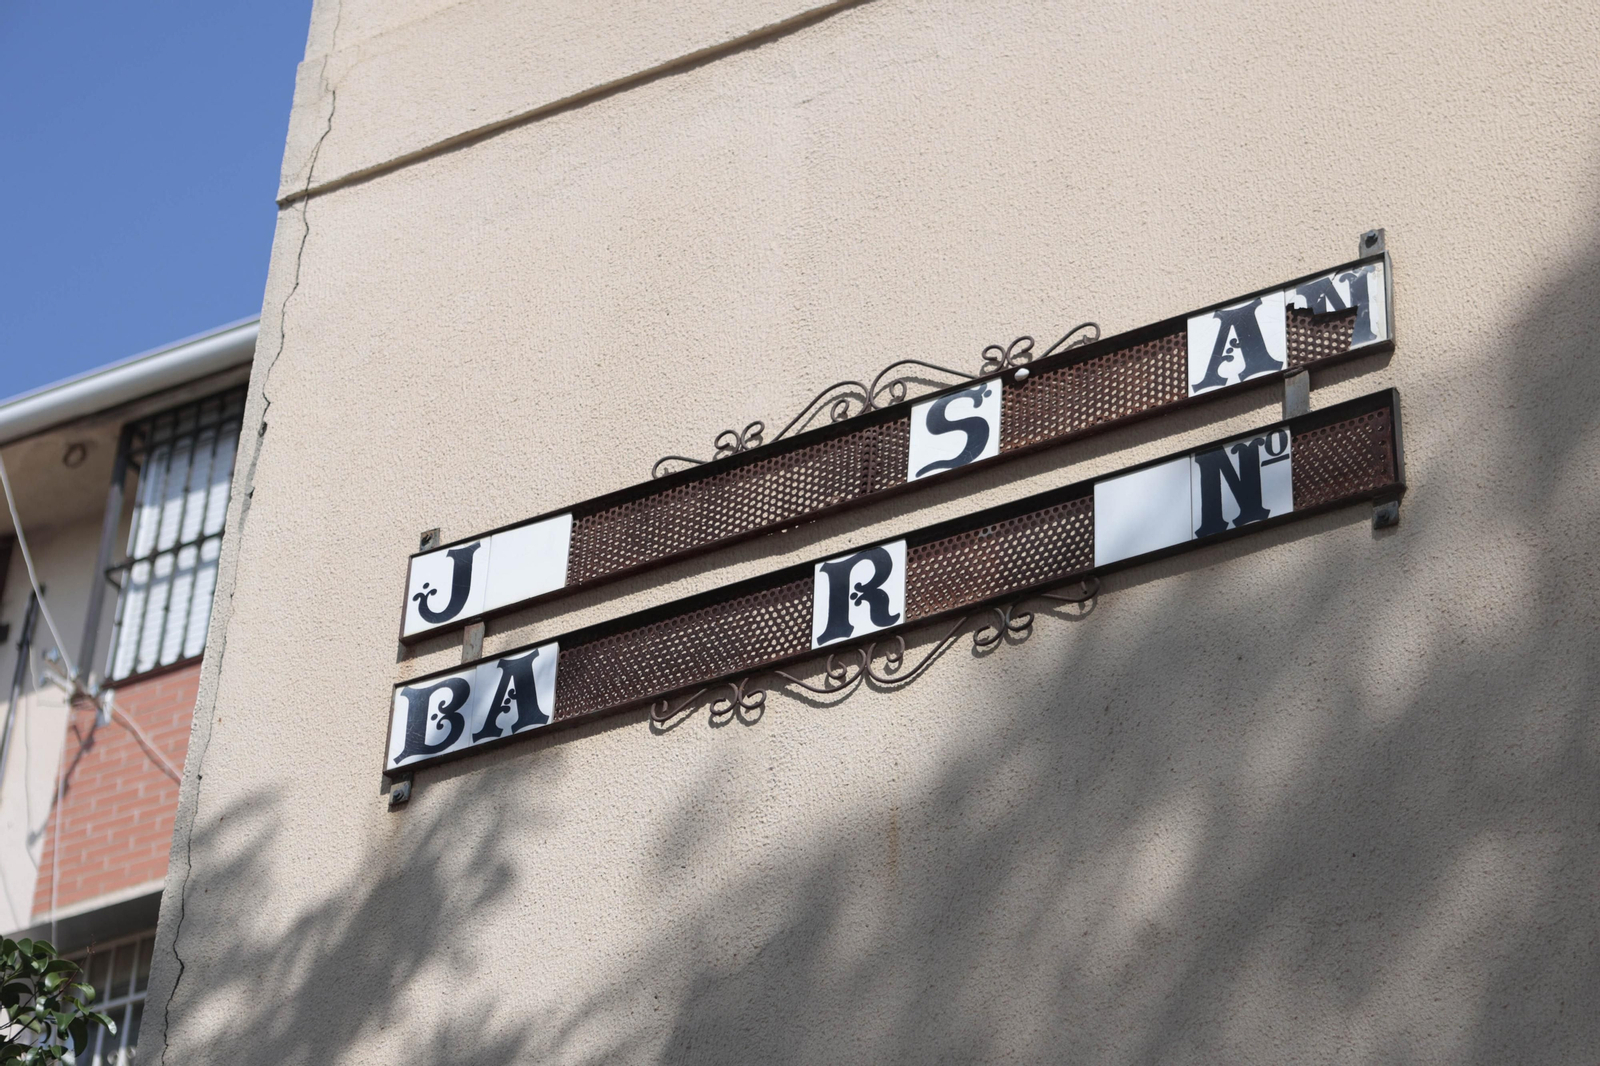 J S AN
BA R Nº